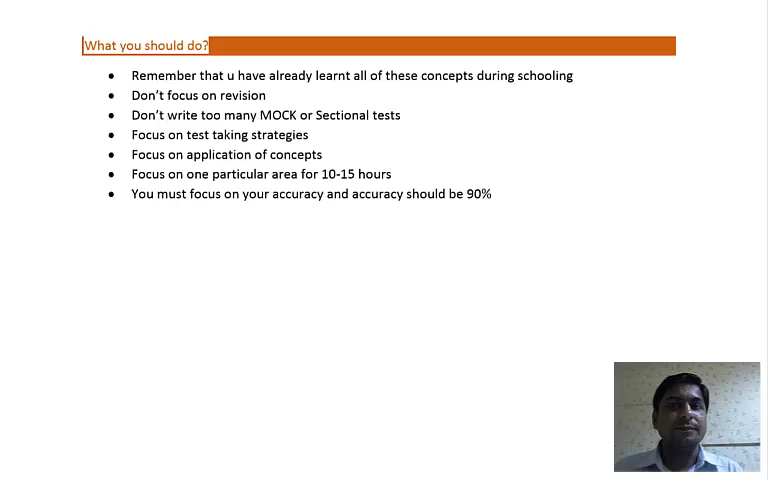 What you should do?
• Remember that u have already learnt all of these concepts during schooling
• Don't focus on revision
• Don't write too many MOCK or Sectional tests
• Focus on test taking strategies
• Focus on application of concepts
• Focus on one particular area for 10-15 hours
• You must focus on your accuracy and accuracy should be 90%